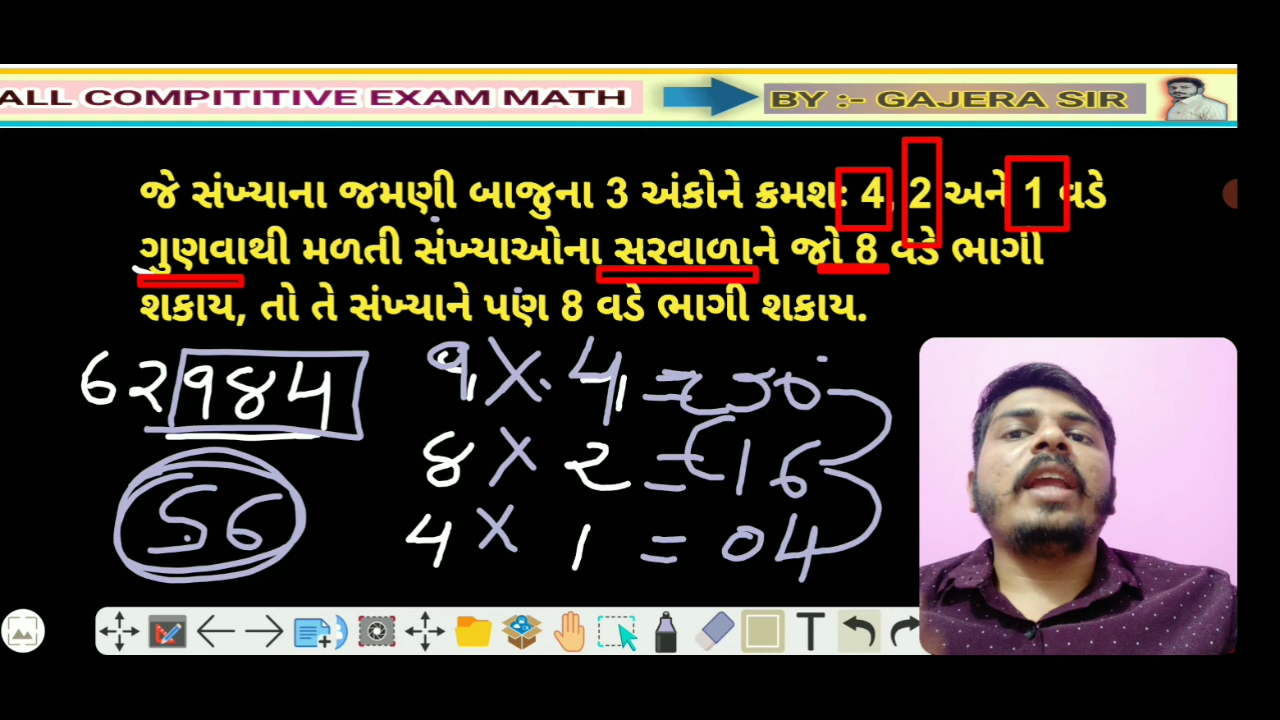 ALL COMPITITIVE EXAM MATH
BY :- GAJERA SIR
જે સંખ્યાના જમણી બાજુના 3 અંકોને ક્રમશઃ 4, 2 અને 1 વડે
ગુણવાથી મળતી સંખ્યાઓના સરવાળાને જો 8 વડે ભાગી
શકાય, તો તે સંખ્યાને પણ 8 વડે ભાગી શકાય.
62984
9 X 4 =
8 X 2 = 16
4 X 1 = 04
56
T